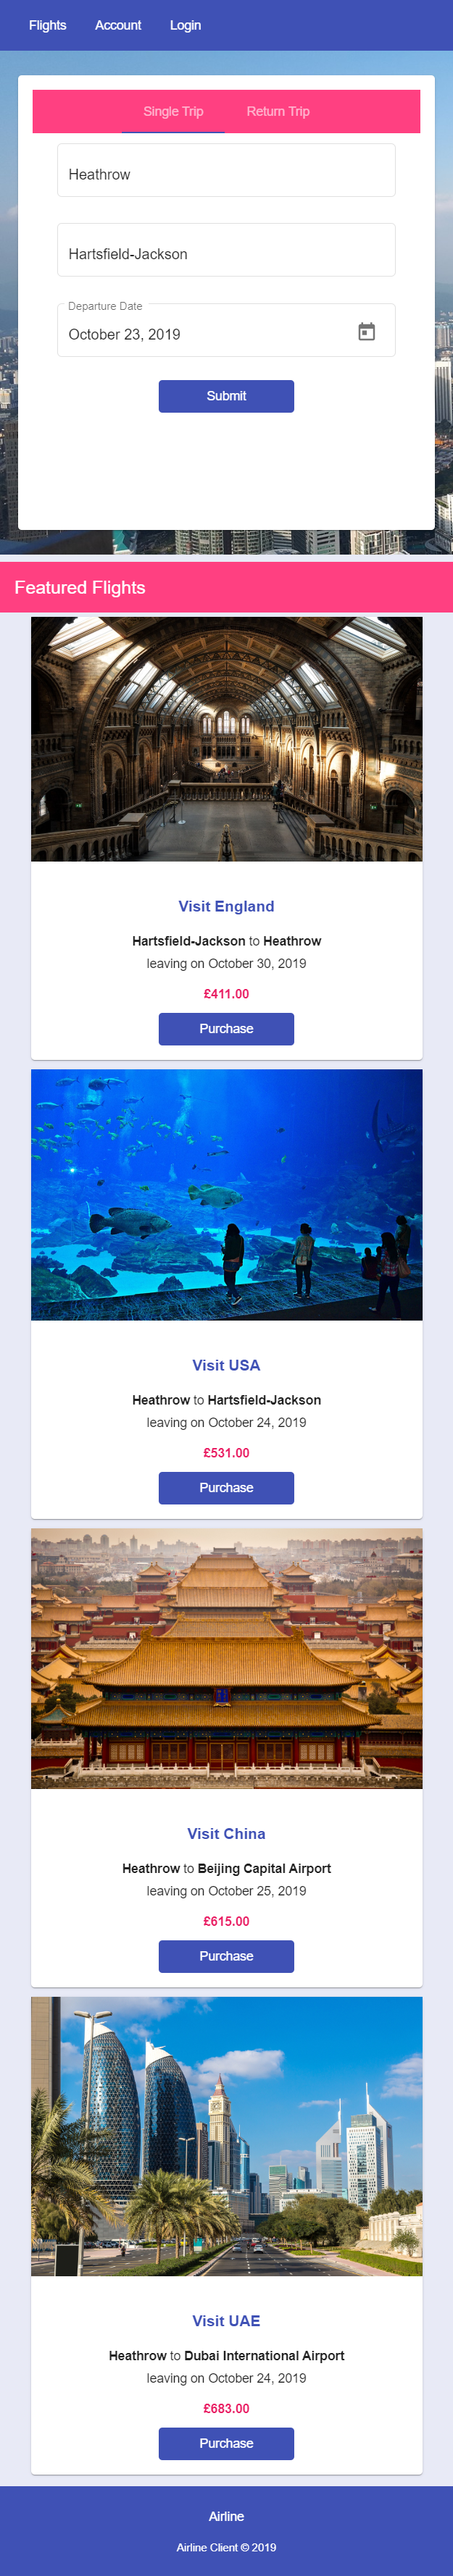 Flights Account Login
Single Trip Return Trip
Heathrow
Hartsfield-Jackson
Departure Date
October 23, 2019
Submit
Featured Flights
Visit England
Hartsfield-Jackson to Heathrow
leaving on October 30, 2019
£411.00
Purchase
Visit USA
Heathrow to Hartsfield-Jackson
leaving on October 24, 2019
£531.00
Purchase
Visit China
Heathrow to Beijing Capital Airport
leaving on October 25, 2019
£615.00
Purchase
Visit UAE
Heathrow to Dubai International Airport
leaving on October 24, 2019
£683.00
Purchase
Airline
Airline Client © 2019